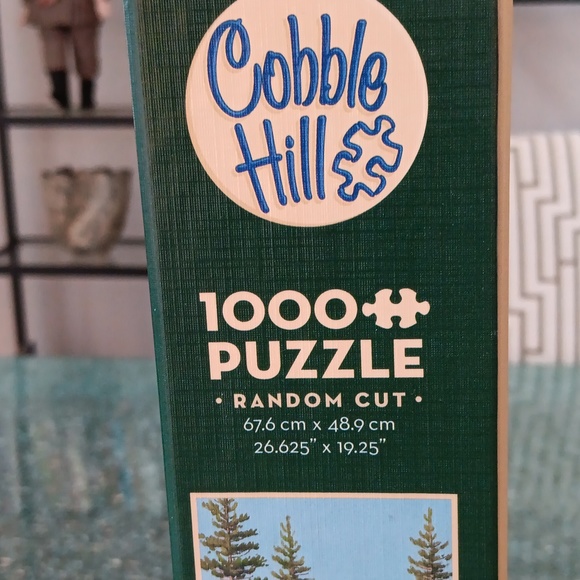 Cobble
Hill
1000
PUZZLE
• RANDOM CUT •
67.6 cm x 48.9 cm
26.625" x 19.25"